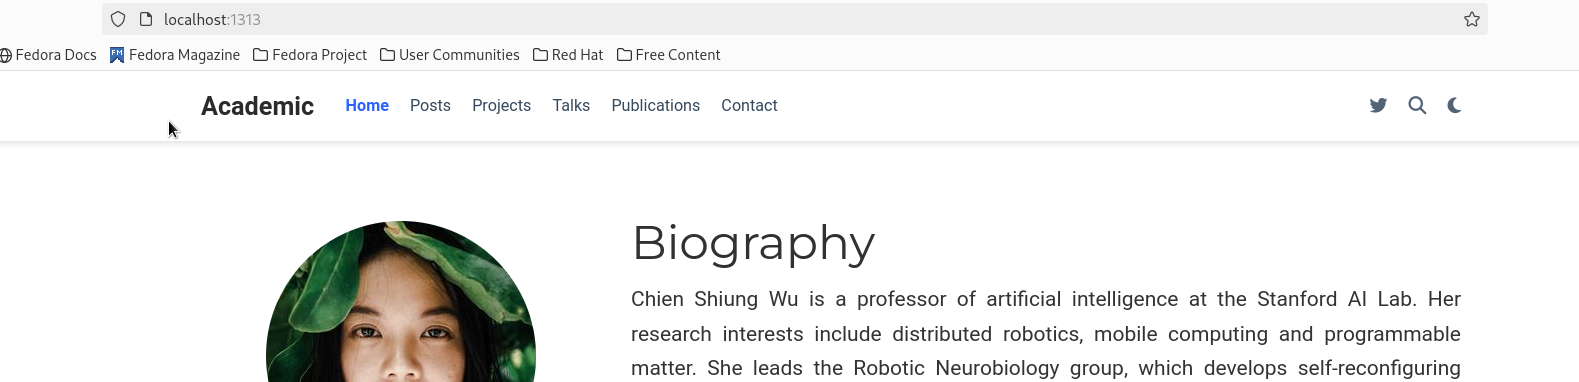 localhost:1313
Fedora Docs Fedora Magazine Fedora Project User Communities Red Hat Free Content
Academic Home Posts Projects Talks Publications Contact
Biography
Chien Shiung Wu is a professor of artificial intelligence at the Stanford AI Lab. Her
research interests include distributed robotics, mobile computing and programmable
matter. She leads the Robotic Neurobiology group, which develops self-reconfiguring